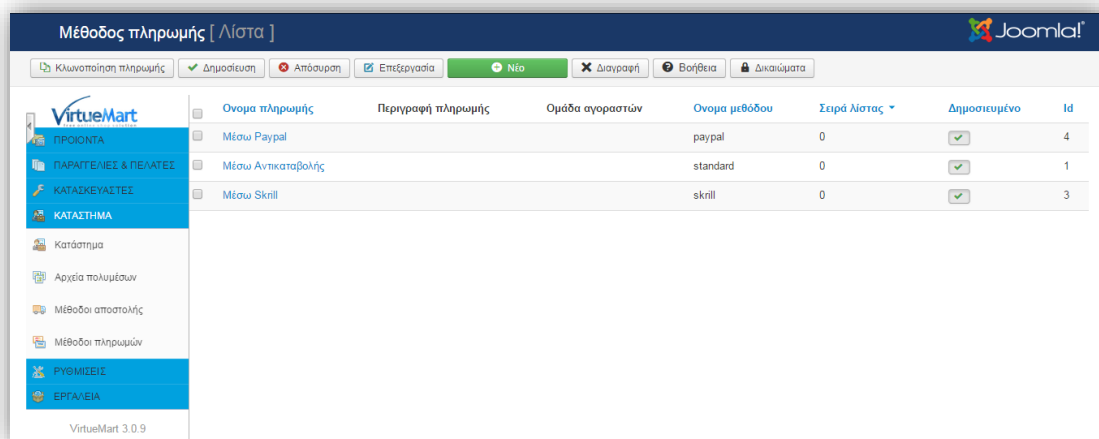 Μέθοδος πληρωμής [ Λίστα ]
Joomla!
Κλωνοποίηση πληρωμής Δημοσίευση Απόσυρση Επεξεργασία Νέο Διαγραφή Βοήθεια Δικαιώματα
VirtueMart
ΠΡΟΙΟΝΤΑ
ΠΑΡΑΓΓΕΛΙΕΣ & ΠΕΛΑΤΕΣ
ΚΑΤΑΣΚΕΥΑΣΤΕΣ
ΚΑΤΑΣΤΗΜΑ
Κατάστημα
Αρχεία πολυμέσων
Μέθοδοι αποστολής
Μέθοδοι πληρωμών
ΡΥΘΜΙΣΕΙΣ
ΕΡΓΑΛΕΙΑ
VirtueMart 3.0.9
Ονομα πληρωμής Περιγραφή πληρωμής Ομάδα αγοραστών Ονομα μεθόδου Σειρά λίστας Δημοσιευμένο Id
Μέσω Paypal paypal 0 4
Μέσω Αντικαταβολής standard 0 1
Μέσω Skrill skrill 0 3